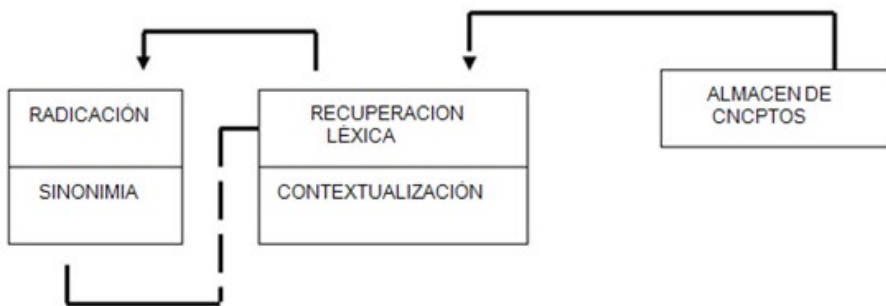 RADICACIÓN
SINONIMIA
RECUPERACION
LÉXICA
CONTEXTUALIZACIÓN
ALMACEN DE
CNCPTOS